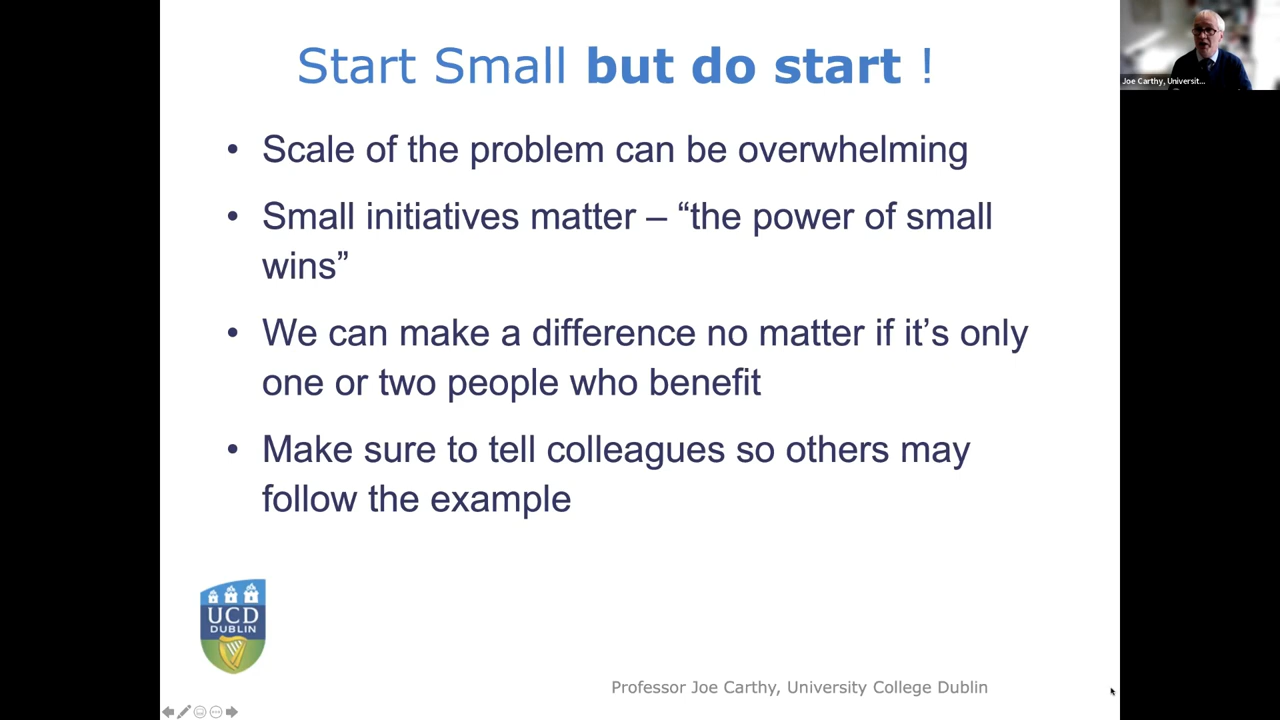 Start Small but do start !
Joe Carthy, Universit...
• Scale of the problem can be overwhelming
• Small initiatives matter – “the power of small
wins”
• We can make a difference no matter if it’s only
one or two people who benefit
• Make sure to tell colleagues so others may
follow the example
UCD
DUBLIN
Professor Joe Carthy, University College Dublin